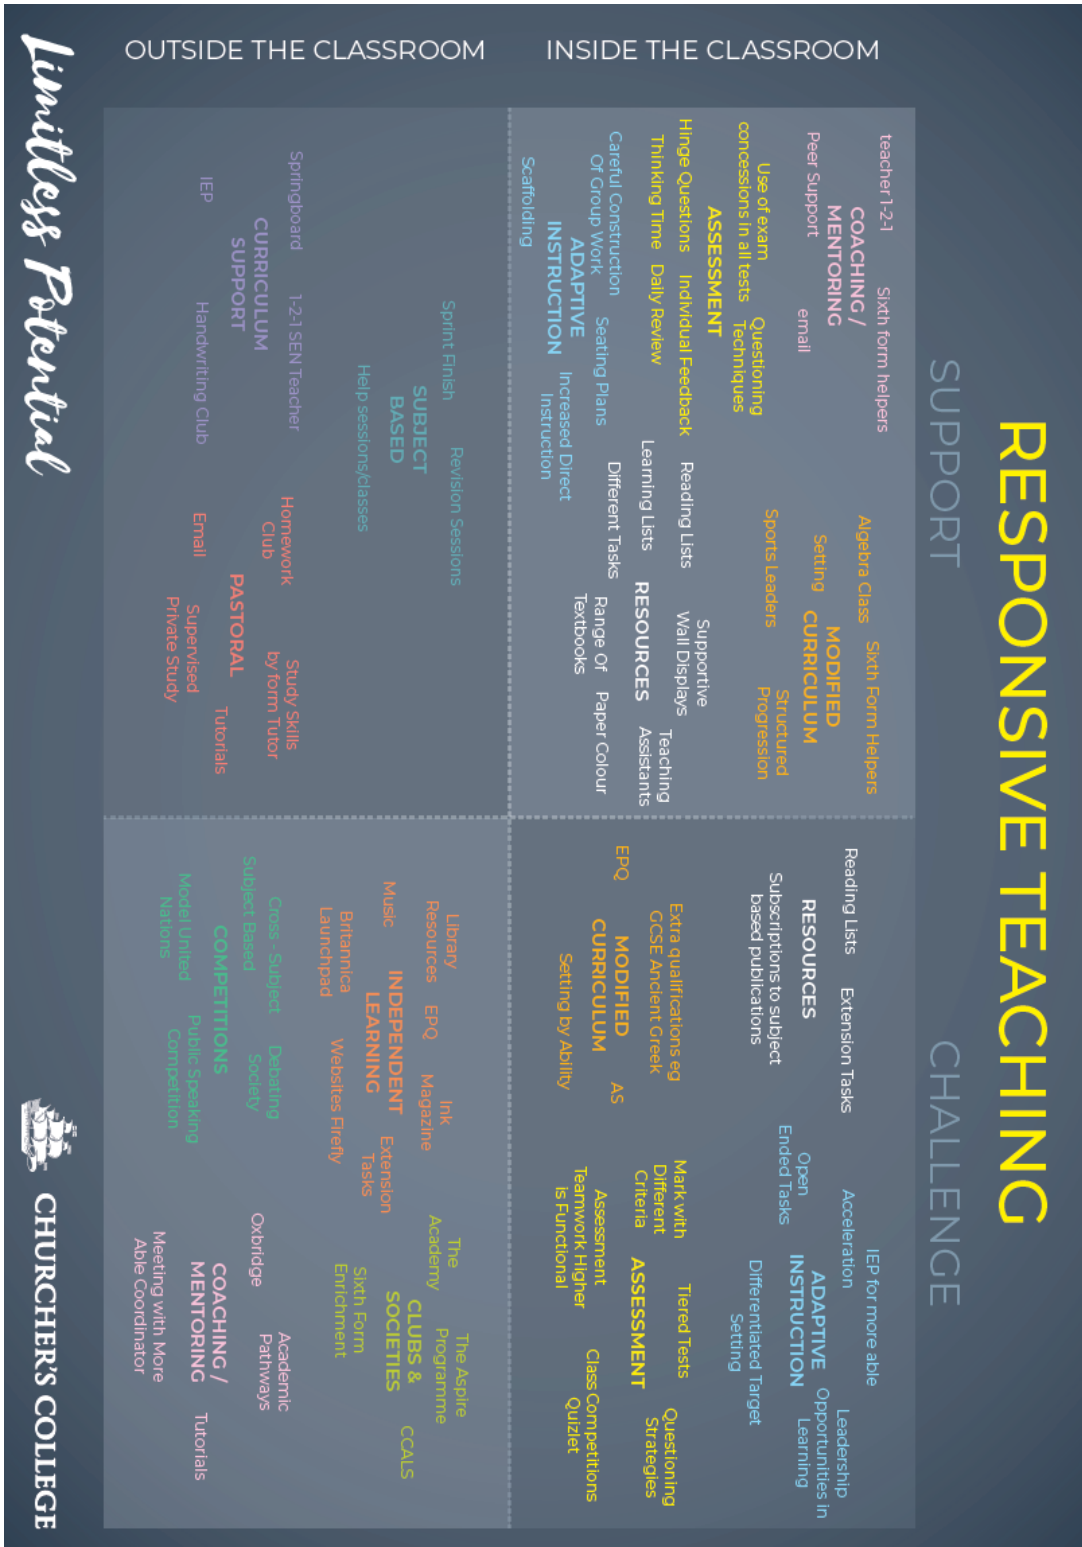 RESPONSIVE TEACHING
SUPPORT
CHALLENGE
INSIDE THE CLASSROOM
OUTSIDE THE CLASSROOM
teacher 1-2-1
Sixth form helpers
COACHING /
MENTORING
Peer Support
email
Algebra Class
Sixth Form Helpers
Setting
MODIFIED
CURRICULUM
Sports Leaders
Structured
Progression
Use of exam
concessions in all tests
Questioning
Techniques
ASSESSMENT
Hinge Questions
Individual Feedback
Thinking Time
Daily Review
Reading Lists
Supportive
Wall Displays
Learning Lists
RESOURCES
Teaching
Assistants
Different Tasks
Range Of
Textbooks
Paper Colour
Careful Construction
Of Group Work
Seating Plans
ADAPTIVE
INSTRUCTION
Increased Direct
Instruction
Scaffolding
Reading Lists
Extension Tasks
RESOURCES
Subscriptions to subject
based publications
IEP for more able
Acceleration
Leadership
Opportunities in
Learning
Open
Ended Tasks
ADAPTIVE
INSTRUCTION
Differentiated Target
Setting
EPQ
Extra qualifications eg
GCSE Ancient Greek
MODIFIED
CURRICULUM
AS
Setting by Ability
Mark with
Different
Criteria
Tiered Tests
Questioning
Strategies
ASSESSMENT
Assessment
Teamwork Higher
is Functional
Class Competitions
Quizlet
Sprint Finish
Revision Sessions
SUBJECT
BASED
Help sessions/classes
Springboard
1-2-1 SEN Teacher
CURRICULUM
SUPPORT
IEP
Handwriting Club
Homework
Club
Study Skills
by form Tutor
PASTORAL
Tutorials
Email
Supervised
Private Study
Library
Resources
EPQ
Ink
Magazine
Music
INDEPENDENT
LEARNING
Extension
Tasks
Britannica
Launchpad
Websites Firefly
The
Academy
The Aspire
Programme
CLUBS &
SOCIETIES
CCALS
Sixth Form
Enrichment
Cross - Subject
Subject Based
Debating
Society
COMPETITIONS
Model United
Nations
Public Speaking
Competition
Oxbridge
Academic
Pathways
COACHING /
MENTORING
Tutorials
Meeting with More
Able Coordinator
Limitless Potential
CHURCHER'S COLLEGE